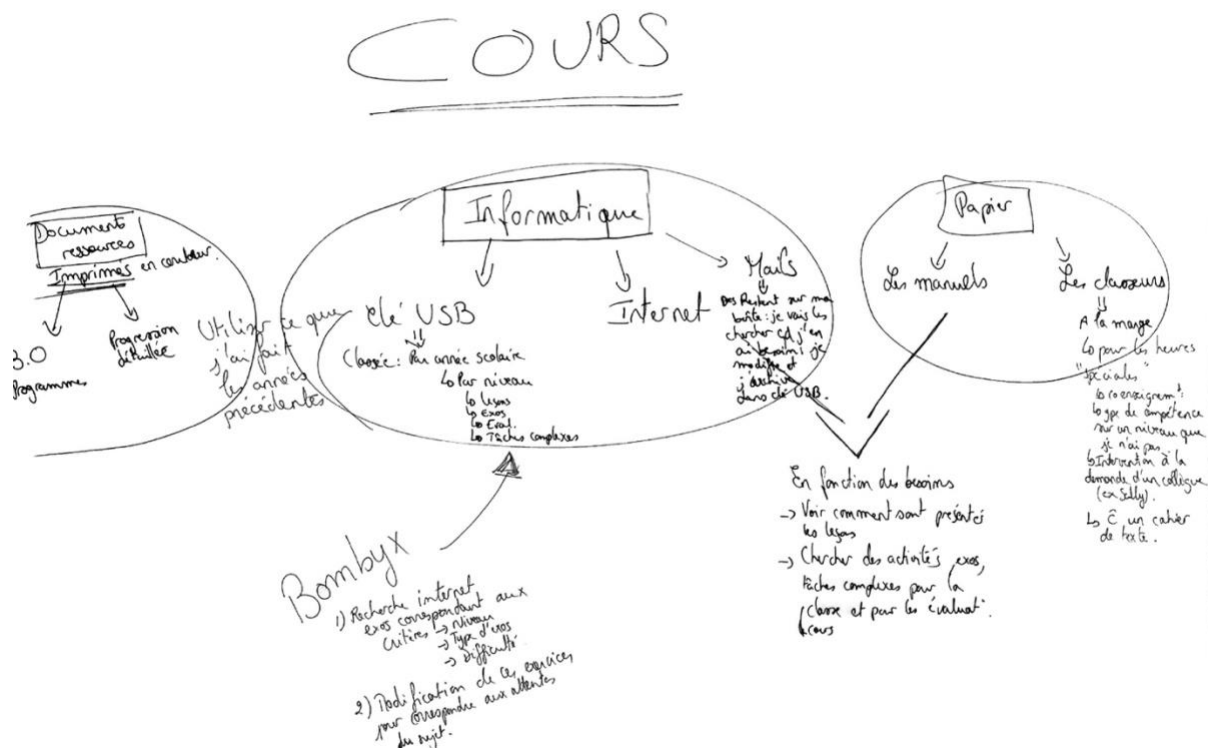 COURS
Document
ressources
Imprimés en couleur.
Programmes
Progression
détaillée
Utiliser ce que
j'ai fait
les années
précédentes
Informatique
clé USB
Classée : Par année scolaire
↳ Par niveau
↳ leçons
↳ Exos
↳ Eval.
↳ Tâches complexes
Internet
Mails
Restent sur ma
boîte : je vais les
chercher qd j'en
ai besoin : je
modifie et
j'archive
dans clé USB.
Papier
Les manuels
Les classeurs
A la marge
↳ pour les heures
"spéciales"
↳ co enseignemt
↳ type de compétence
sur un niveau que
je n'ai pas
↳ Intervention à la
demande d'un collègue
(ex Sully).
↳ C un cahier
de texte.
En fonction des besoins
→ Voir comment sont présentés
les leçons
→ Chercher des activités, exos,
tâches complexes pour la
classe et pour les évaluat°
cours
Bombyx
1) Recherche internet
exos correspondant aux
critères → niveau
→ Type d'exos
→ Difficulté.
2) Modification de ces exercices
pour correspondre aux attentes
du sujet.